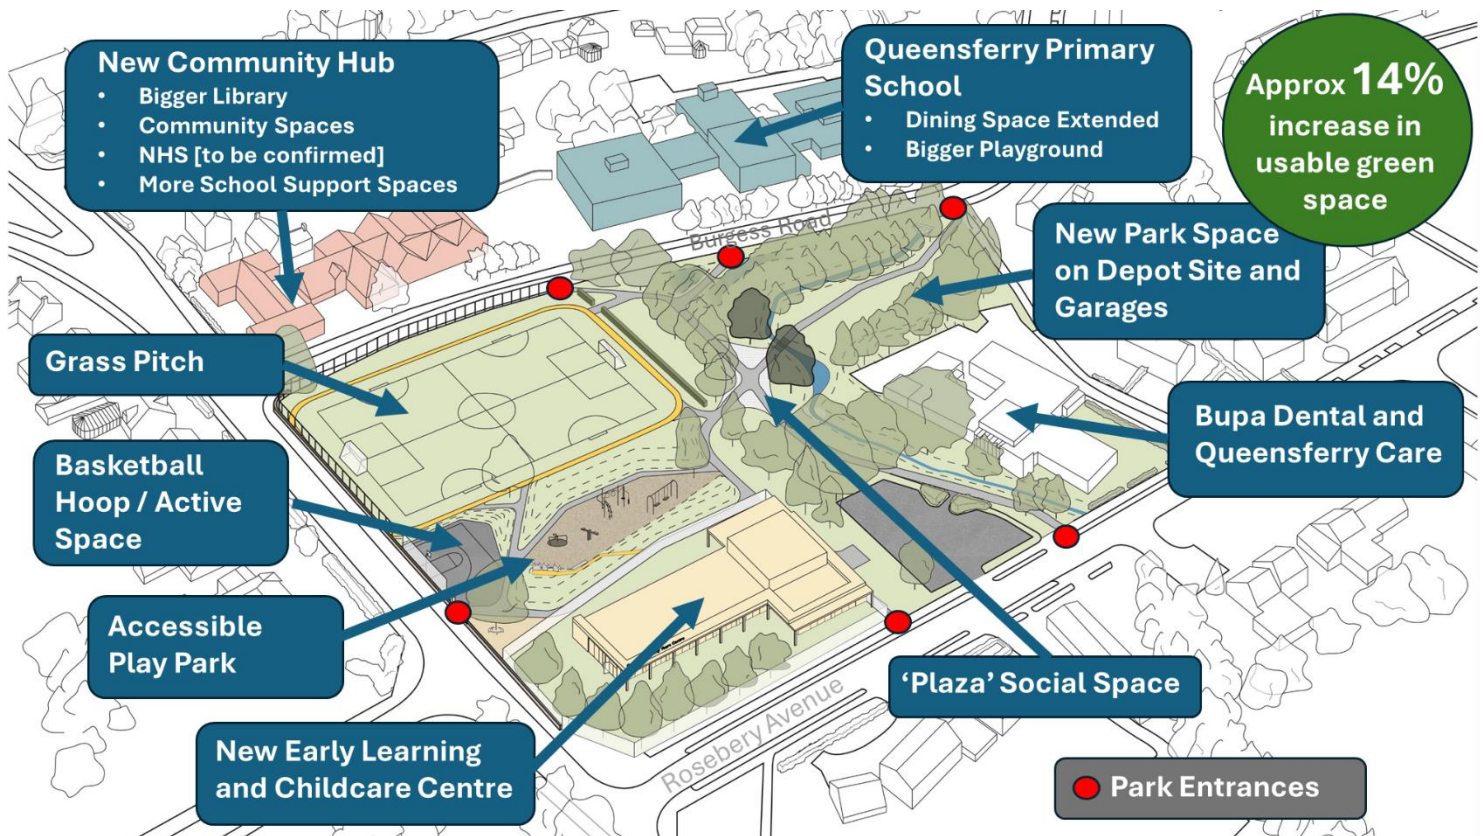 New Community Hub
• Bigger Library
• Community Spaces
• NHS [to be confirmed]
• More School Support Spaces
Queensferry Primary
School
• Dining Space Extended
• Bigger Playground
Approx 14%
increase in
usable green
space
Burgess Road
New Park Space
on Depot Site and
Garages
Grass Pitch
Bupa Dental and
Queensferry Care
Basketball
Hoop / Active
Space
Accessible
Play Park
'Plaza' Social Space
Rosebery Avenue
New Early Learning
and Childcare Centre
Park Entrances